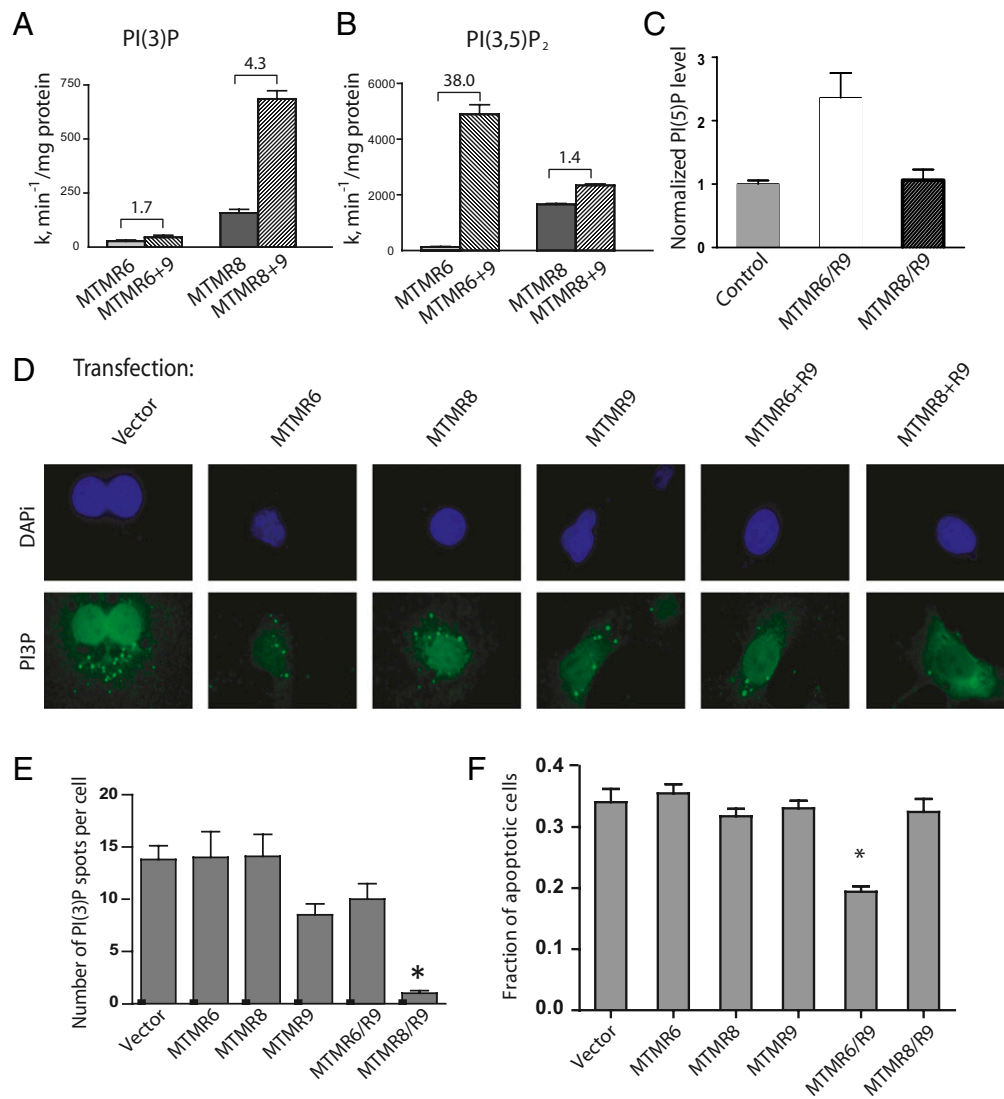 A
PI(3)P
k, min⁻¹/mg protein
750
500
250
0
1.7
4.3
MTMR6
MTMR6+9
MTMR8
MTMR8+9
B
PI(3,5)P₂
k, min⁻¹/mg protein
6000
4000
2000
0
38.0
1.4
MTMR6
MTMR6+9
MTMR8
MTMR8+9
C
Normalized PI(5)P level
3
2
1
0
Control
MTMR6/R9
MTMR8/R9
D
Transfection:
Vector
MTMR6
MTMR8
MTMR9
MTMR6+R9
MTMR8+R9
DAPi
PI3P
E
Number of PI(3)P spots per cell
20
15
10
5
0
*
Vector
MTMR6
MTMR8
MTMR9
MTMR6/R9
MTMR8/R9
F
Fraction of apoptotic cells
0.4
0.3
0.2
0.1
0.0
*
Vector
MTMR6
MTMR8
MTMR9
MTMR6/R9
MTMR8/R9